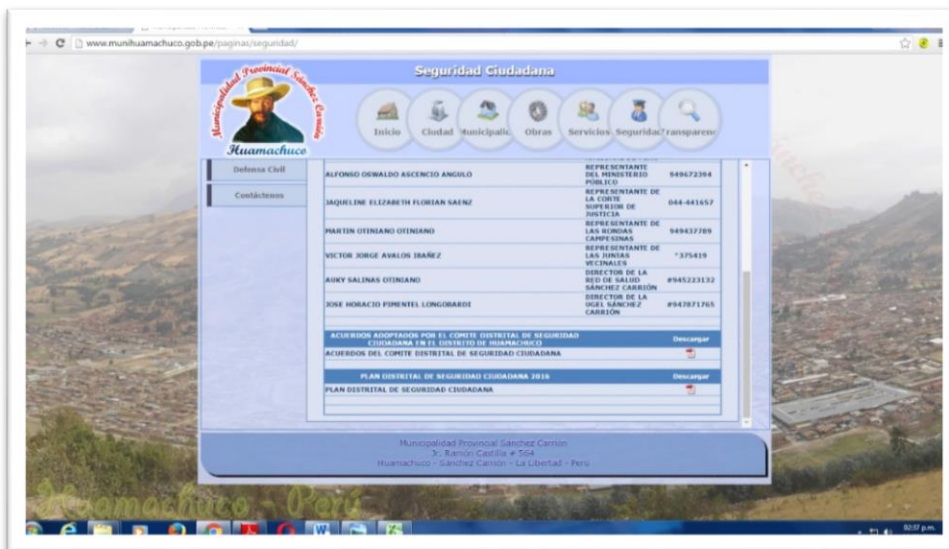 www.munihuamachuco.gob.pe/paginas/seguridad/
Seguridad Ciudadana
Municipalidad Provincial Sánchez Carrión
Huamachuco
Inicio
Ciudad
Municipalic
Obras
Servicios
Seguridac
Transparenc
Defensa Civil
Contáctenos
ALFONSO OSWALDO ASCENCIO ANGULO
REPRESENTANTE
DEL MINISTERIO
PÚBLICO
949672394
JAQUELINE ELIZABETH FLORIAN SAENZ
REPRESENTANTE DE
LA CORTE
SUPERIOR DE
JUSTICIA
044-441657
MARTIN OTINIANO OTINIANO
REPRESENTANTE DE
LAS RONDAS
CAMPESINAS
949437789
VICTOR JORGE AVALOS IBAÑEZ
REPRESENTANTE DE
LAS JUNTAS
VECINALES
*375419
AUKY SALINAS OTINIANO
DIRECTOR DE LA
RED DE SALUD
SÁNCHEZ CARRIÓN
#945223132
JOSE HORACIO PIMENTEL LONGOBARDI
DIRECTOR DE LA
UGEL SÁNCHEZ
CARRIÓN
#947871765
ACUERDOS ADOPTADOS POR EL COMITE DISTRITAL DE SEGURIDAD
CIUDADANA EN EL DISTRITO DE HUAMACHUCO
Descargar
ACUERDOS DEL COMITE DISTRITAL DE SEGURIDAD CIUDADANA
PLAN DISTRITAL DE SEGURIDAD CIUDADANA 2016
Descargar
PLAN DISTRITAL DE SEGURIDAD CIUDADANA
Municipalidad Provincial Sánchez Carrión
Jr. Ramón Castilla # 564
Huamachuco - Sánchez Carrión - La Libertad - Perú
Huamachuco - Perú
02:37 p.m.